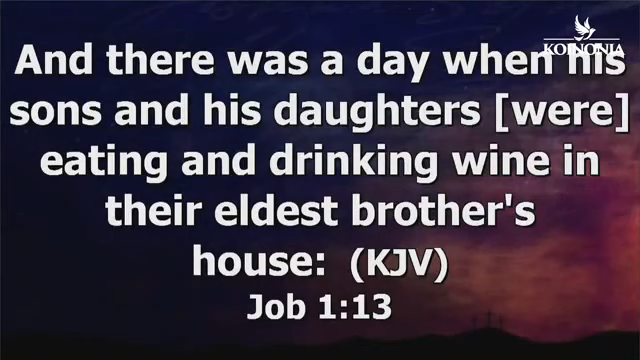 KOINONIA
And there was a day when his
sons and his daughters [were]
eating and drinking wine in
their eldest brother's
house: (KJV)
Job 1:13